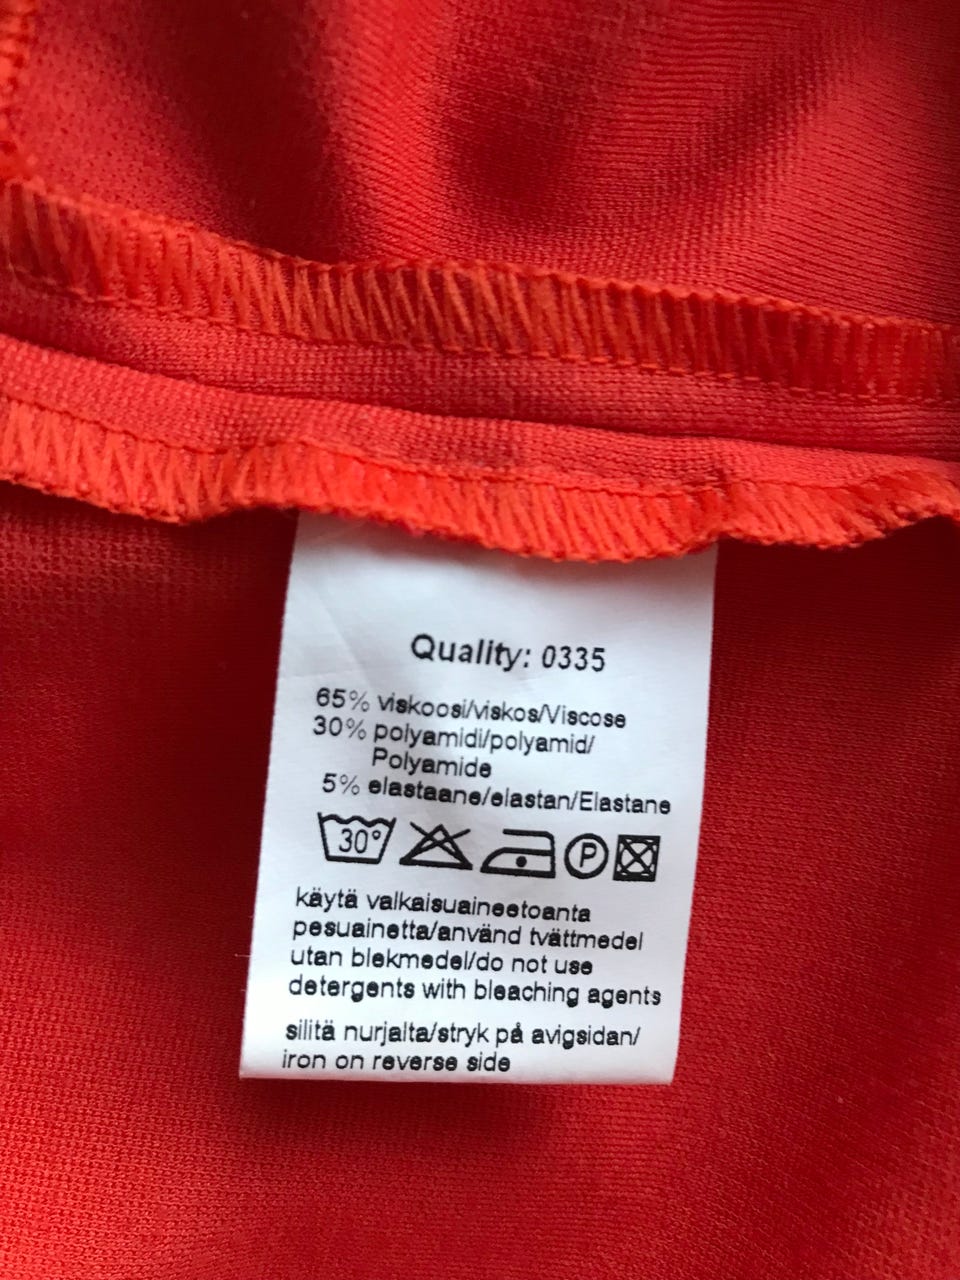 Quality: 0335
65% viskoosi/viskos/Viscose
30% polyamidi/polyamid/
Polyamide
5% elastaane/elastan/Elastane
30° P
käytä valkaisuaineetoanta
pesuainetta/använd tvättmedel
utan blekmedel/do not use
detergents with bleaching agents
silitä nurjalta/stryk på avigsidan/
iron on reverse side